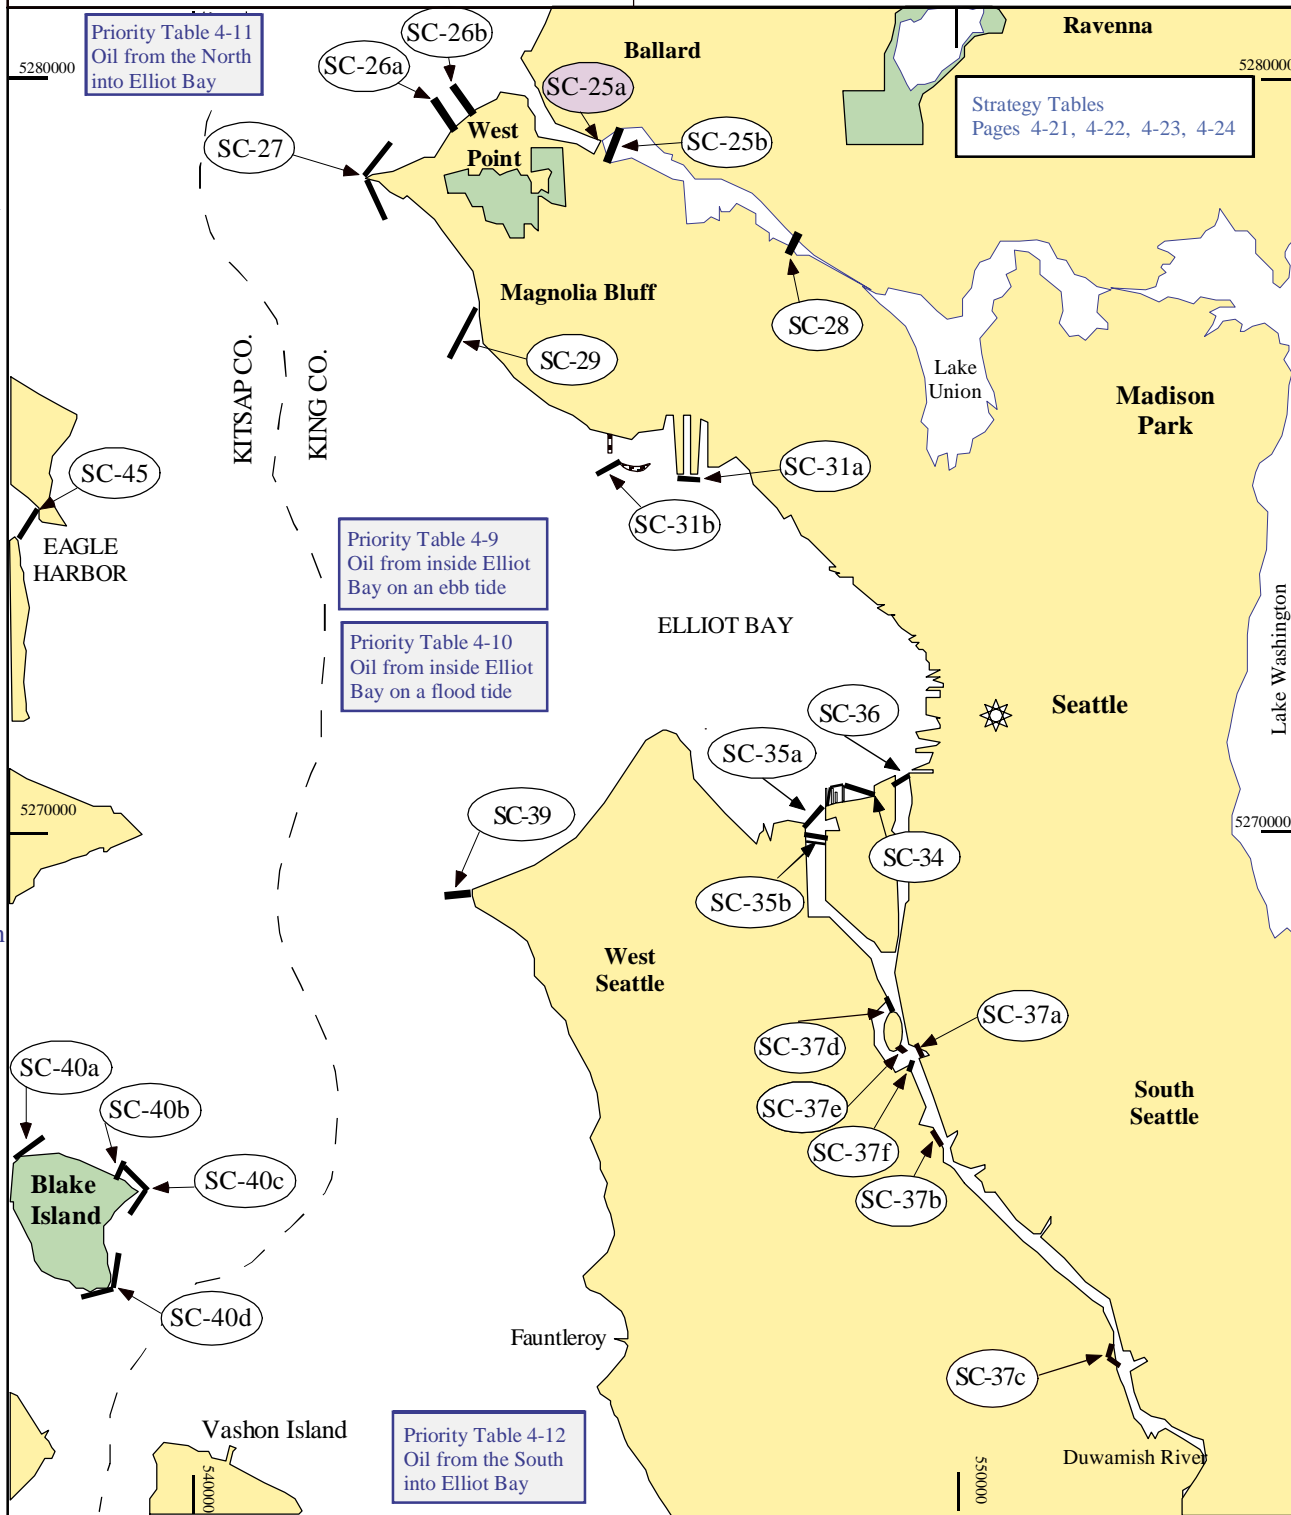 Priority Table 4-11
Oil from the North
into Elliot Bay
SC-26b
Ballard
Ravenna
SC-26a
SC-25a
5280000
5280000
Strategy Tables
Pages 4-21, 4-22, 4-23, 4-24
SC-27
West
Point
SC-25b
Magnolia Bluff
SC-28
SC-29
KITSAP CO.
KING CO.
Lake
Union
Madison
Park
SC-45
SC-31a
SC-31b
EAGLE
HARBOR
Priority Table 4-9
Oil from inside Elliot
Bay on an ebb tide
ELLIOT BAY
Priority Table 4-10
Oil from inside Elliot
Bay on a flood tide
Lake Washington
SC-36
Seattle
SC-35a
5270000
SC-39
5270000
SC-34
SC-35b
n
West
Seattle
SC-37a
SC-37d
SC-40a
SC-40b
SC-37e
South
Seattle
SC-37f
SC-40c
Blake
Island
SC-37b
SC-40d
Fauntleroy
SC-37c
Vashon Island
Priority Table 4-12
Oil from the South
into Elliot Bay
Duwamish River
540000
550000